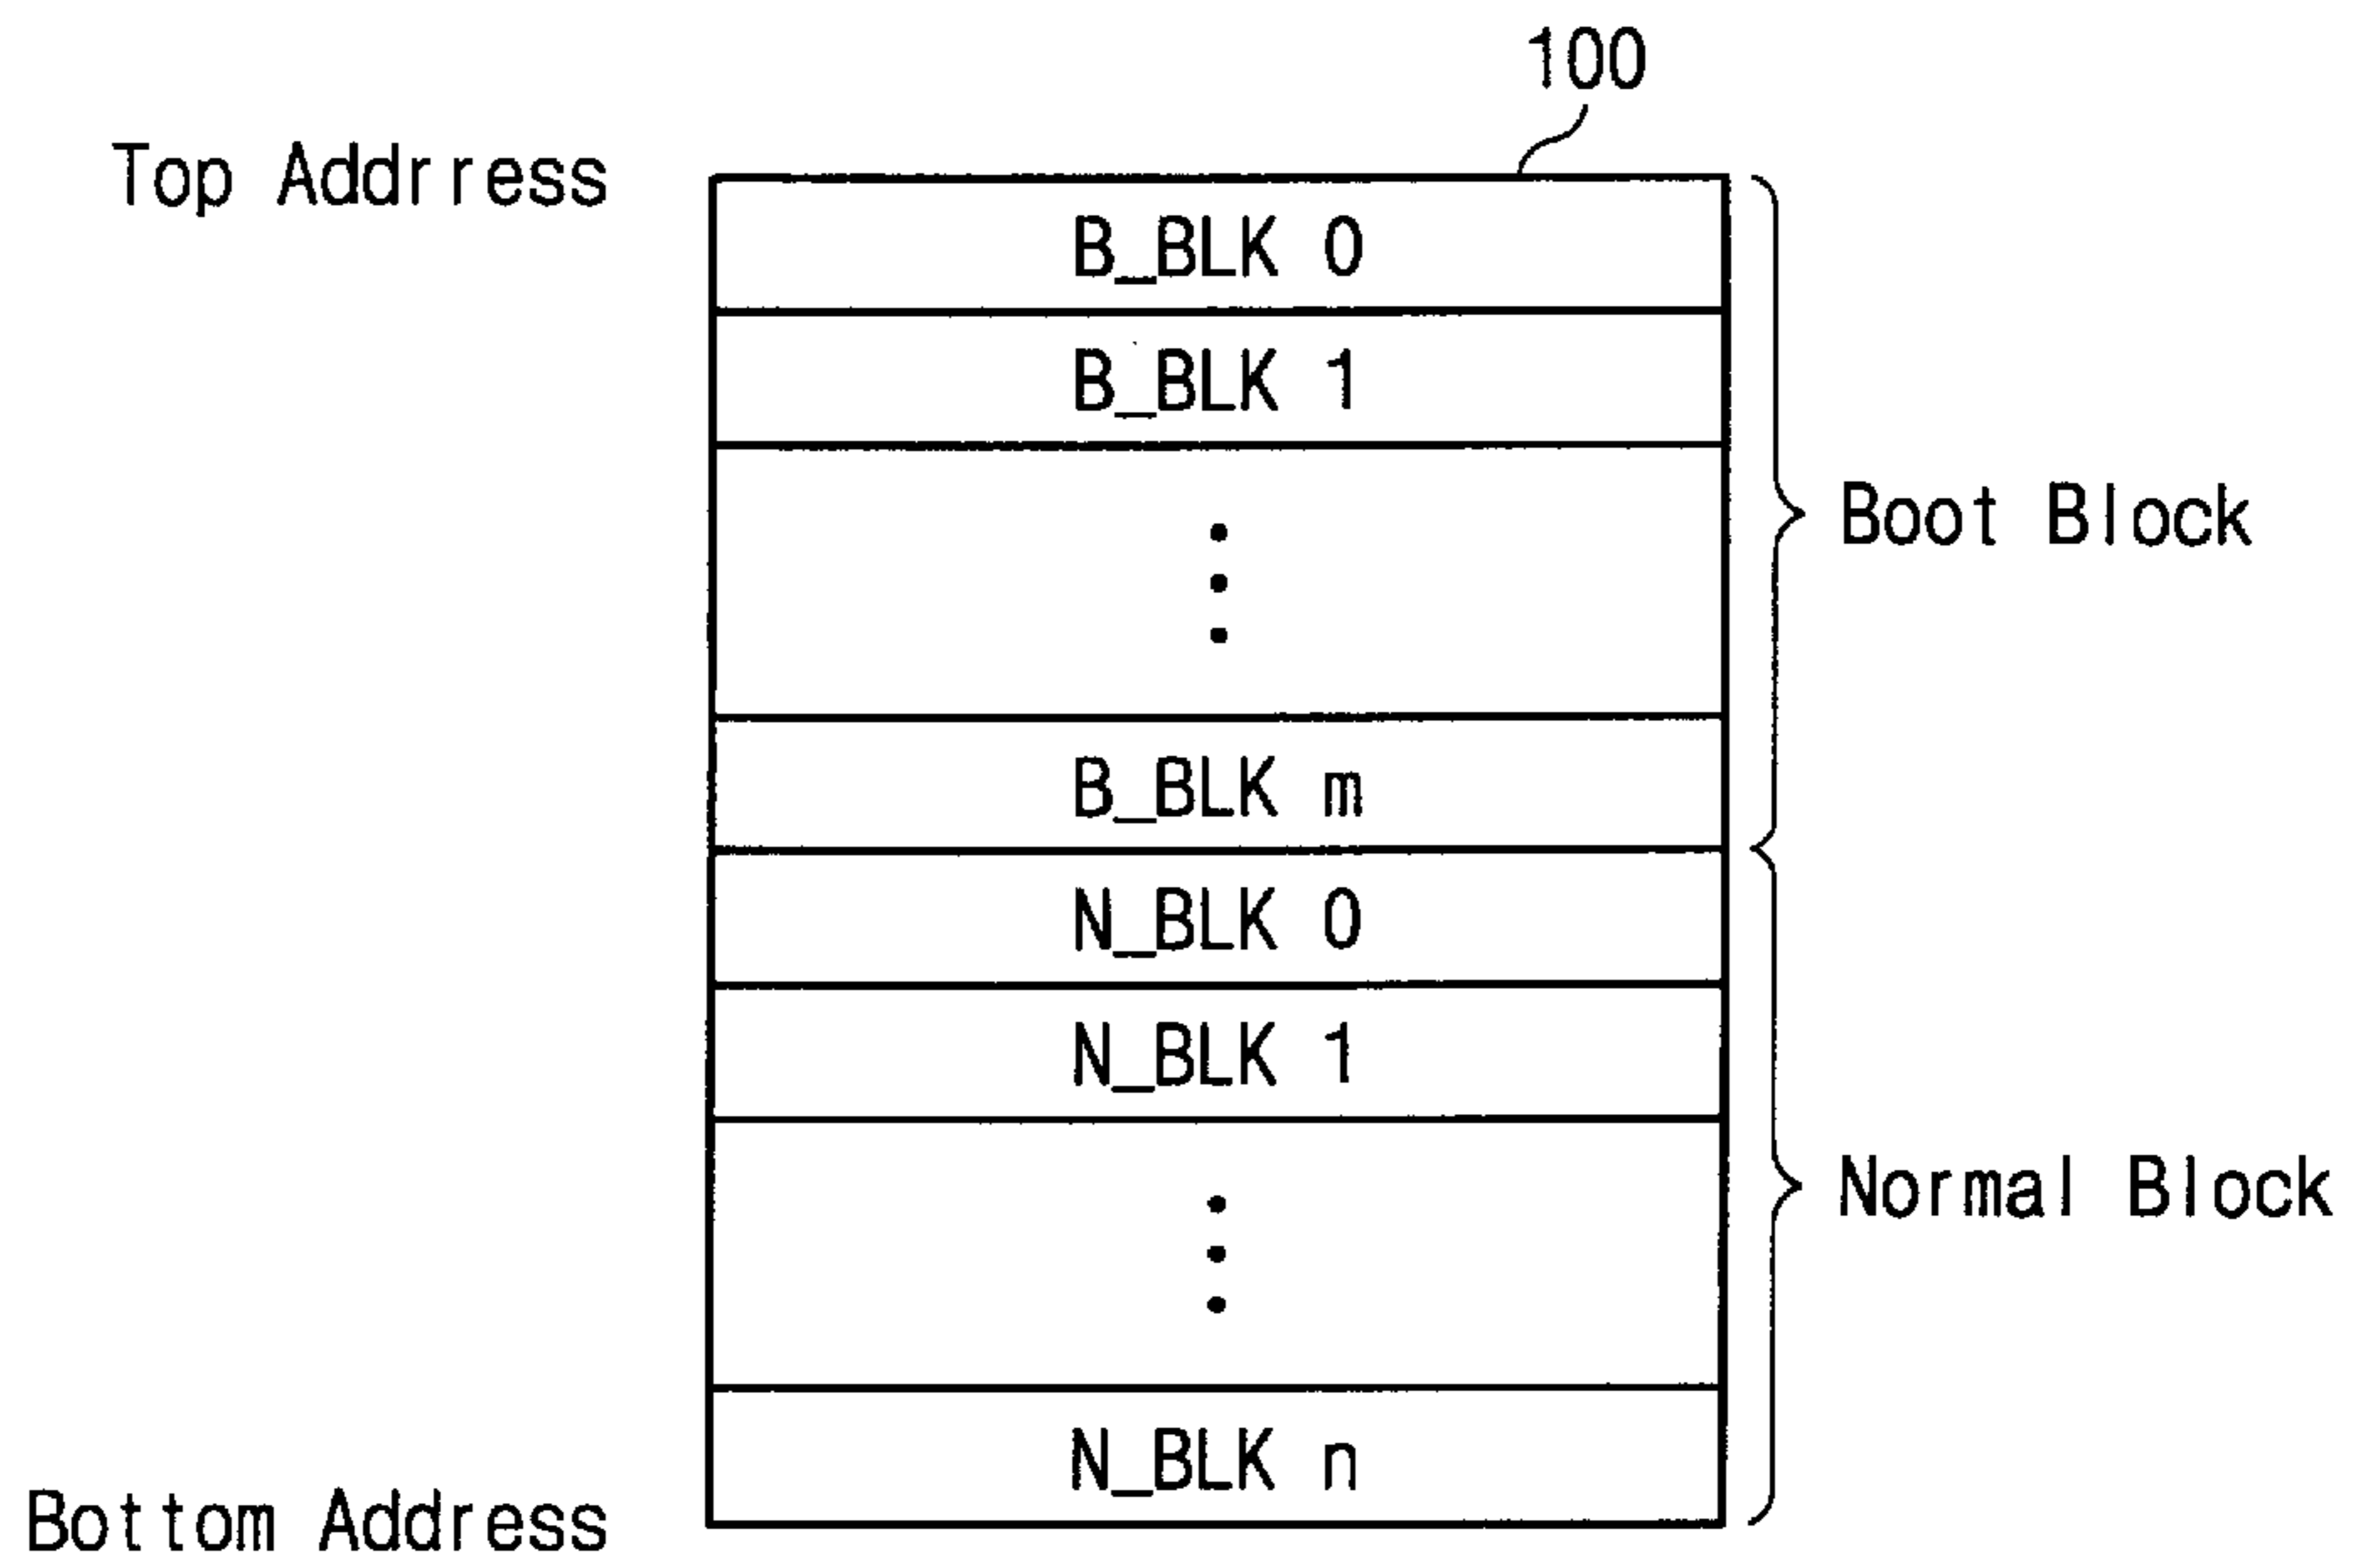 100
Top Addrress
B_BLK 0
B_BLK 1
Boot Block
B_BLK m
N_BLK 0
N_BLK 1
Normal Block
N_BLK n
Bottom Address